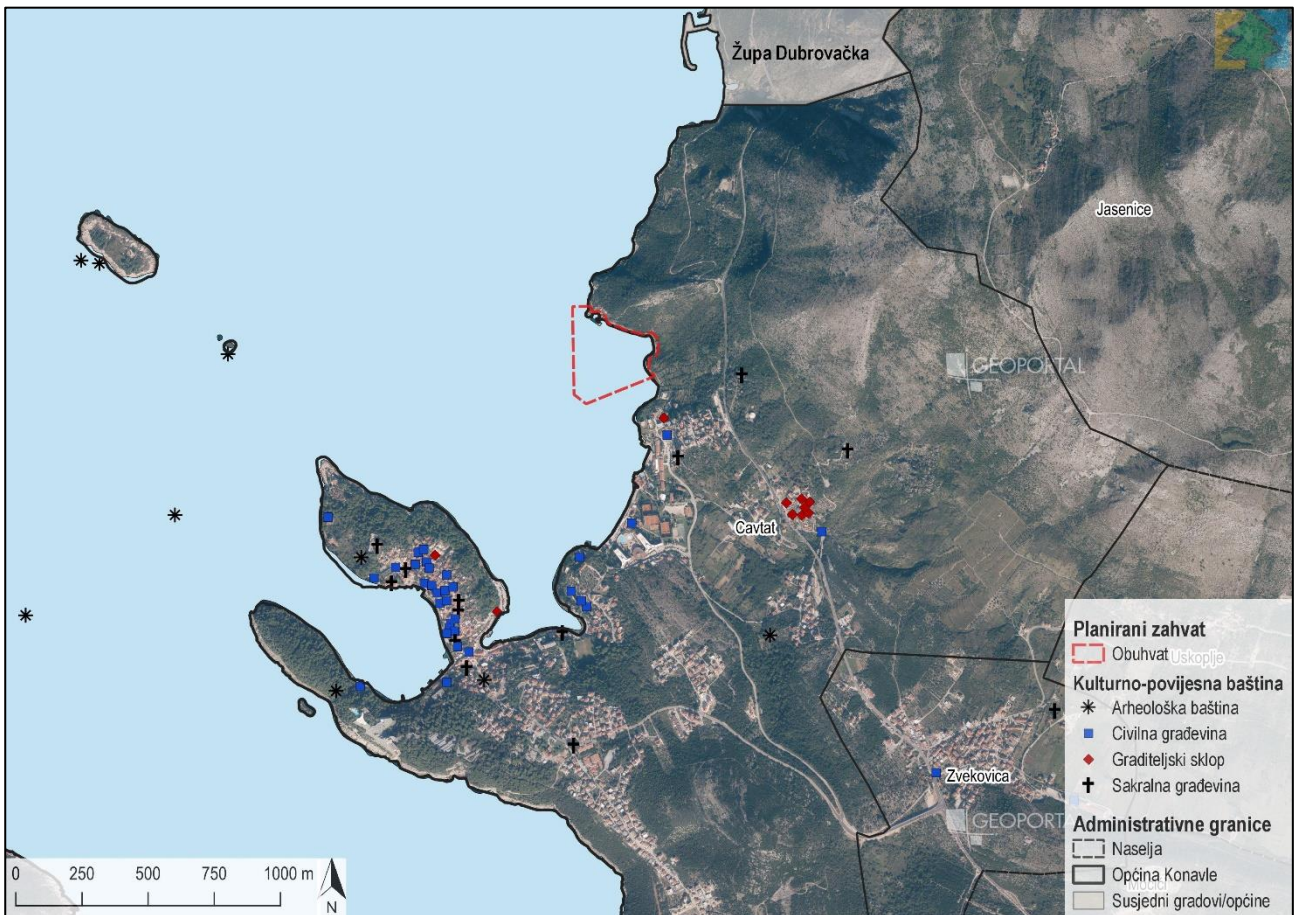 Župa Dubrovačka
Jasenice
GEOPORTAL
Cavtat
Zvekovica
GEOPORTAL
Planirani zahvat
Obuhvat
Uskoplje
Kulturno-povijesna baština
Arheološka baština
Civilna građevina
Graditeljski sklop
Sakralna građevina
Administrativne granice
Naselja
Općina Konavle
Močići
Susjedni gradovi/općine
0 250 500 750 1000 m
N